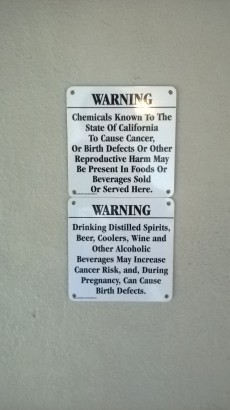 WARNING
Chemicals Known To The
State Of California
To Cause Cancer,
Or Birth Defects Or Other
Reproductive Harm May
Be Present In Foods Or
Beverages Sold
Or Served Here.
WARNING
Drinking Distilled Spirits,
Beer, Coolers, Wine and
Other Alcoholic
Beverages May Increase
Cancer Risk, and, During
Pregnancy, Can Cause
Birth Defects.